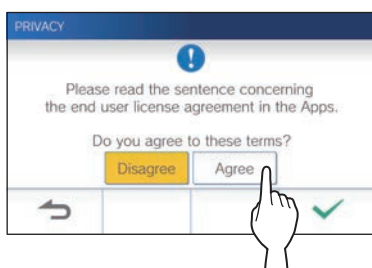 PRIVACY
Please read the sentence concerning
the end user license agreement in the Apps.
Do you agree to these terms?
Disagree Agree